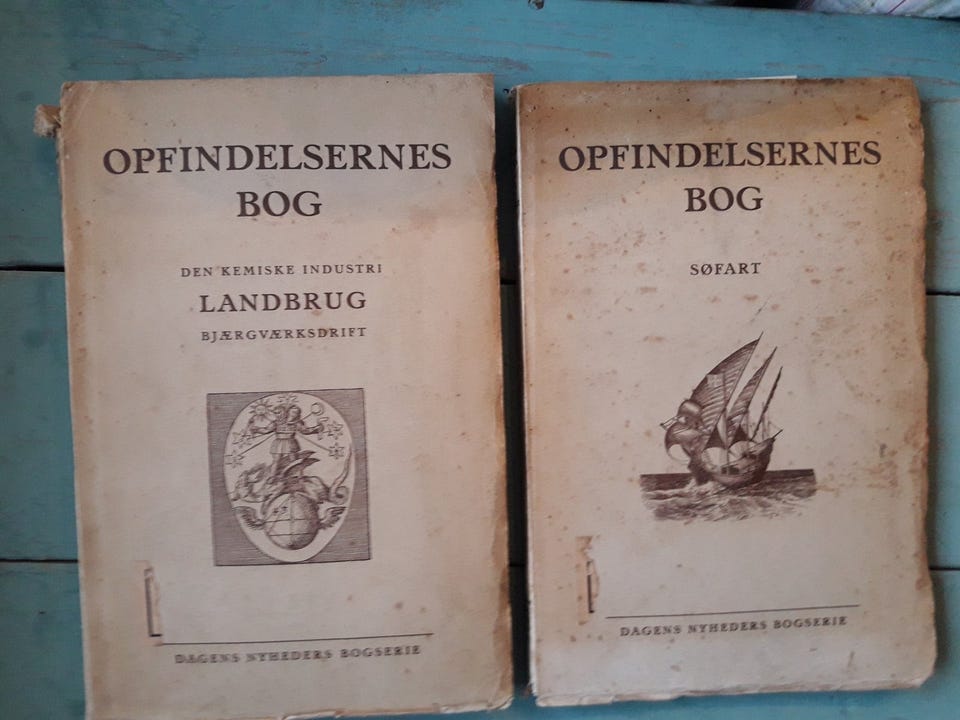 OPFINDELSERNES
BOG
DEN KEMISKE INDUSTRI
LANDBRUG
BJÆRGVÆRKSDRIFT
DAGENS NYHEDERS BOGSERIE
OPFINDELSERNES
BOG
SØFART
DAGENS NYHEDERS BOGSERIE